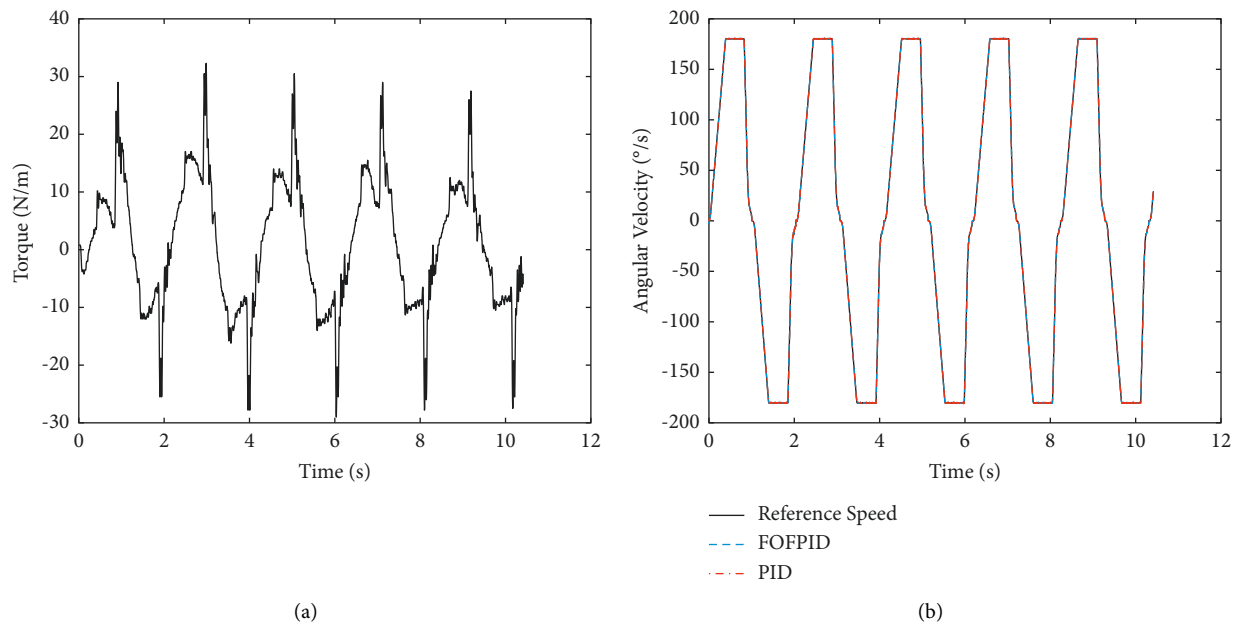 40
30
20
10
0
-10
-20
-30
Torque (N/m)
0 2 4 6 8 10 12
Time (s)
(a)
200
150
100
50
0
-50
-100
-150
-200
Angular Velocity (°/s)
0 2 4 6 8 10 12
Time (s)
Reference Speed
FOFPID
PID
(b)